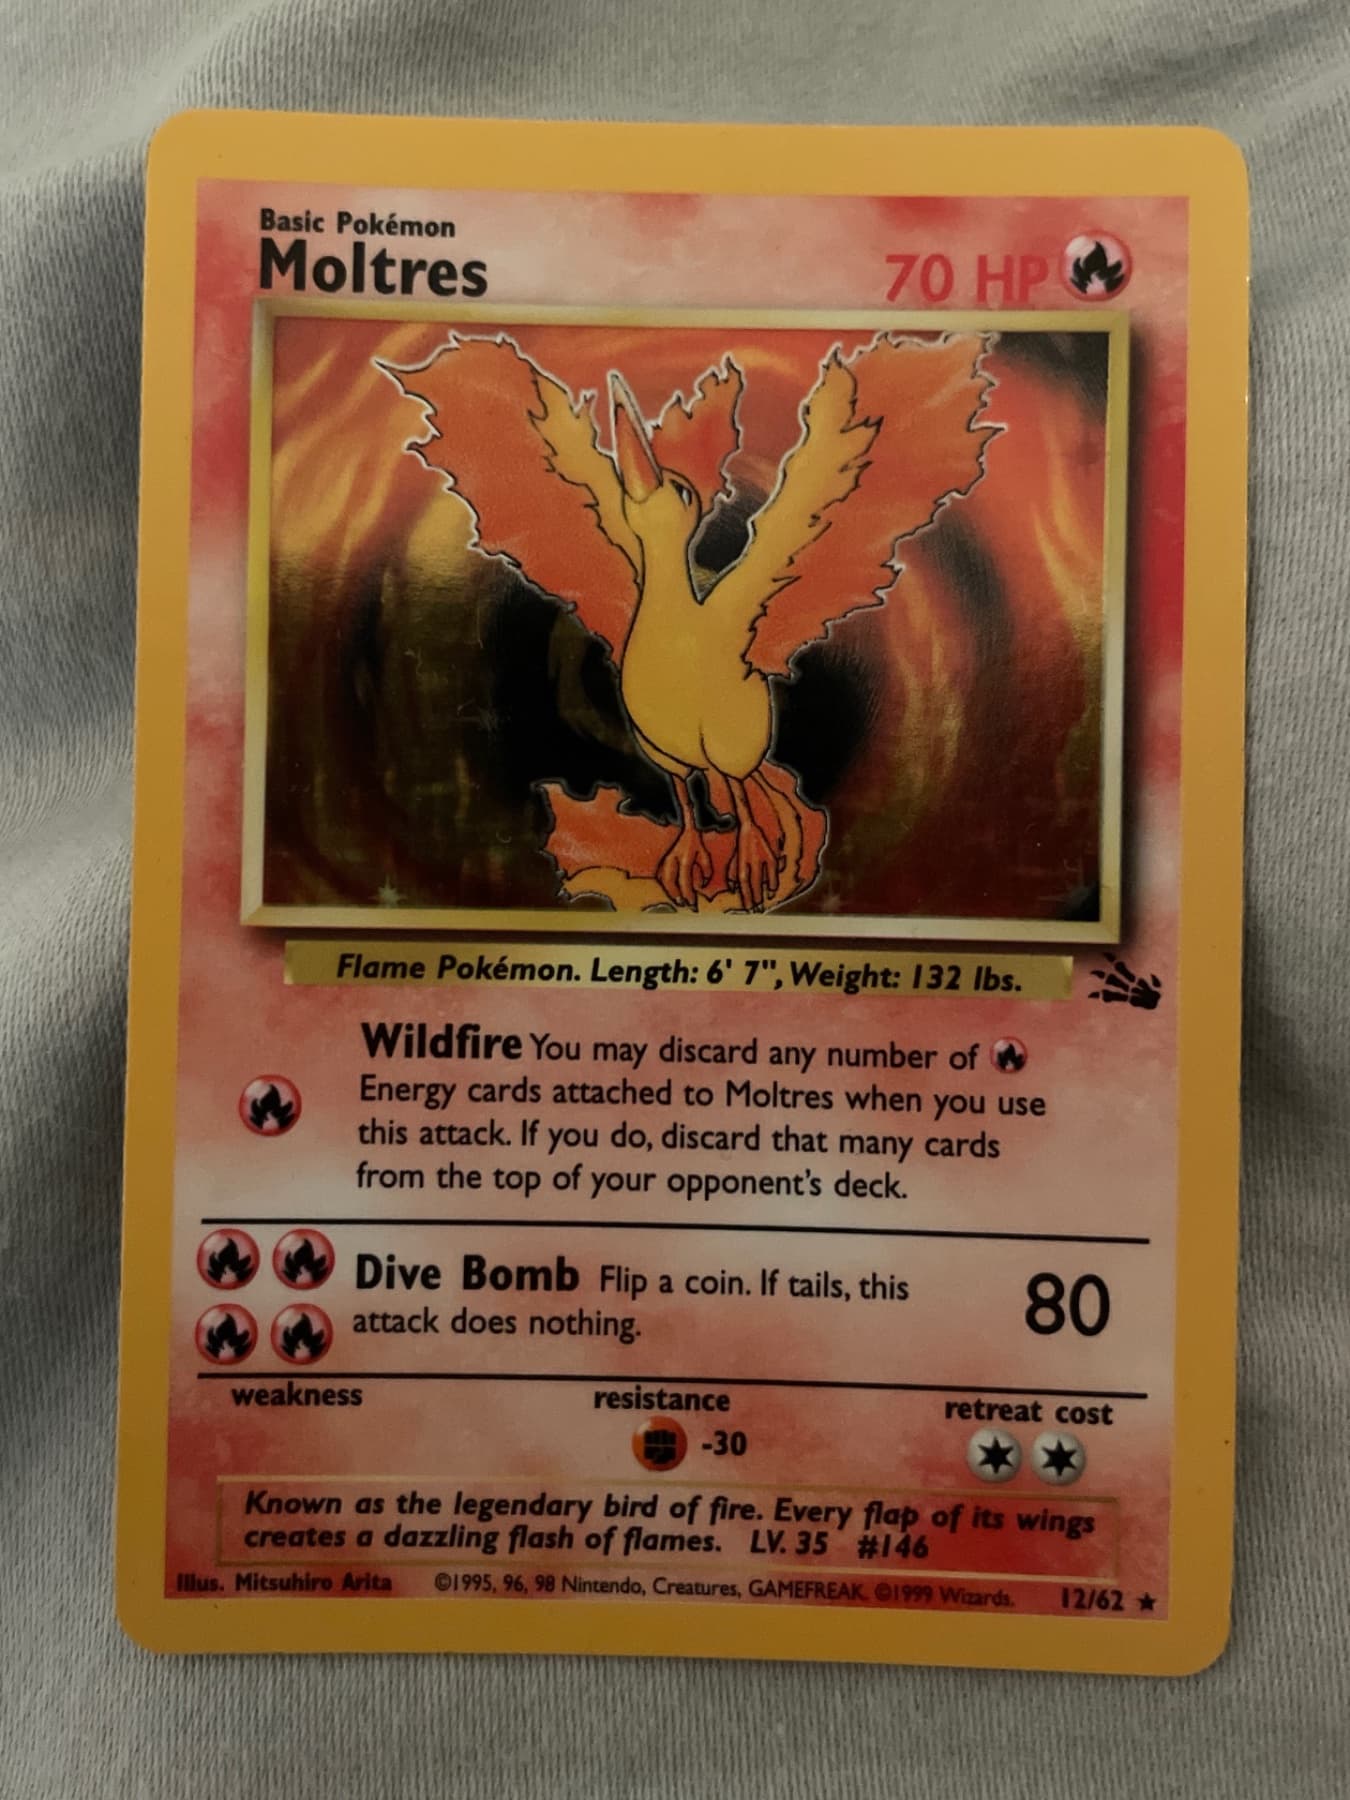 Basic Pokémon
Moltres
70 HP
Flame Pokémon. Length: 6' 7", Weight: 132 lbs.
Wildfire You may discard any number of
Energy cards attached to Moltres when you use
this attack. If you do, discard that many cards
from the top of your opponent's deck.
Dive Bomb Flip a coin. If tails, this
attack does nothing.
80
weakness
resistance
retreat cost
-30
Known as the legendary bird of fire. Every flap of its wings
creates a dazzling flash of flames. LV. 35 #146
Illus. Mitsuhiro Arita ©1995, 96, 98 Nintendo, Creatures, GAMEFREAK. ©1999 Wizards. 12/62 ★